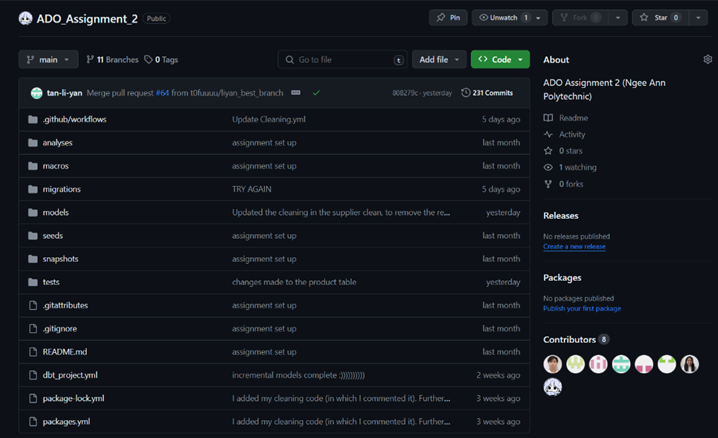 ADO_Assignment_2 Public
Pin Unwatch 1 Fork 0 Star 0
main 11 Branches 0 Tags Go to file t Add file Code
tan-li-yan Merge pull request #64 from t0fuuuu/liyan_best_branch 808279c · yesterday 231 Commits
.github/workflows Update Cleaning.yml 5 days ago
analyses assignment set up last month
macros assignment set up last month
migrations TRY AGAIN 5 days ago
models Updated the cleaning in the supplier clean, to remove the re... yesterday
seeds assignment set up last month
snapshots assignment set up last month
tests changes made to the product table yesterday
.gitattributes assignment set up last month
.gitignore assignment set up last month
README.md assignment set up last month
dbt_project.yml incremental models complete :)))))))))) 2 weeks ago
package-lock.yml I added my cleaning code (in which I commented it). Further... 3 weeks ago
packages.yml I added my cleaning code (in which I commented it). Further... 3 weeks ago
About
ADO Assignment 2 (Ngee Ann
Polytechnic)
Readme
Activity
0 stars
1 watching
0 forks
Releases
No releases published
Create a new release
Packages
No packages published
Publish your first package
Contributors 8